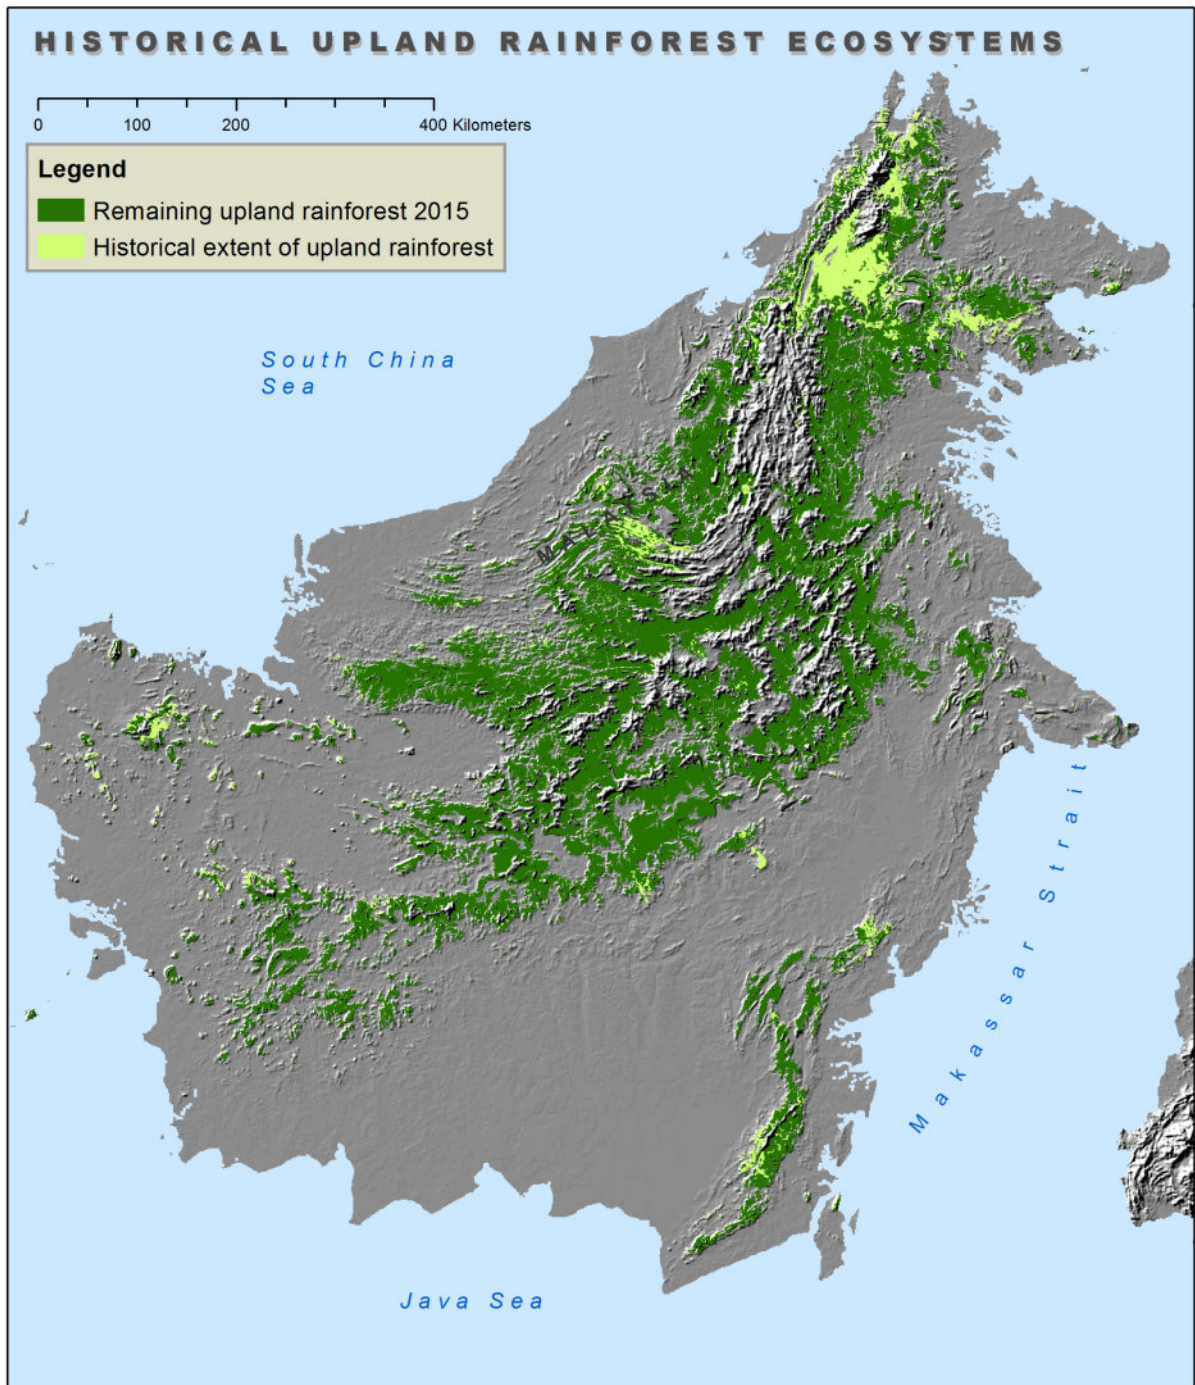 HISTORICAL UPLAND RAINFOREST ECOSYSTEMS
0 100 200 400 Kilometers
Legend
Remaining upland rainforest 2015
Historical extent of upland rainforest
South China
Sea
MALAYSIA
Makassar Strait
Java Sea